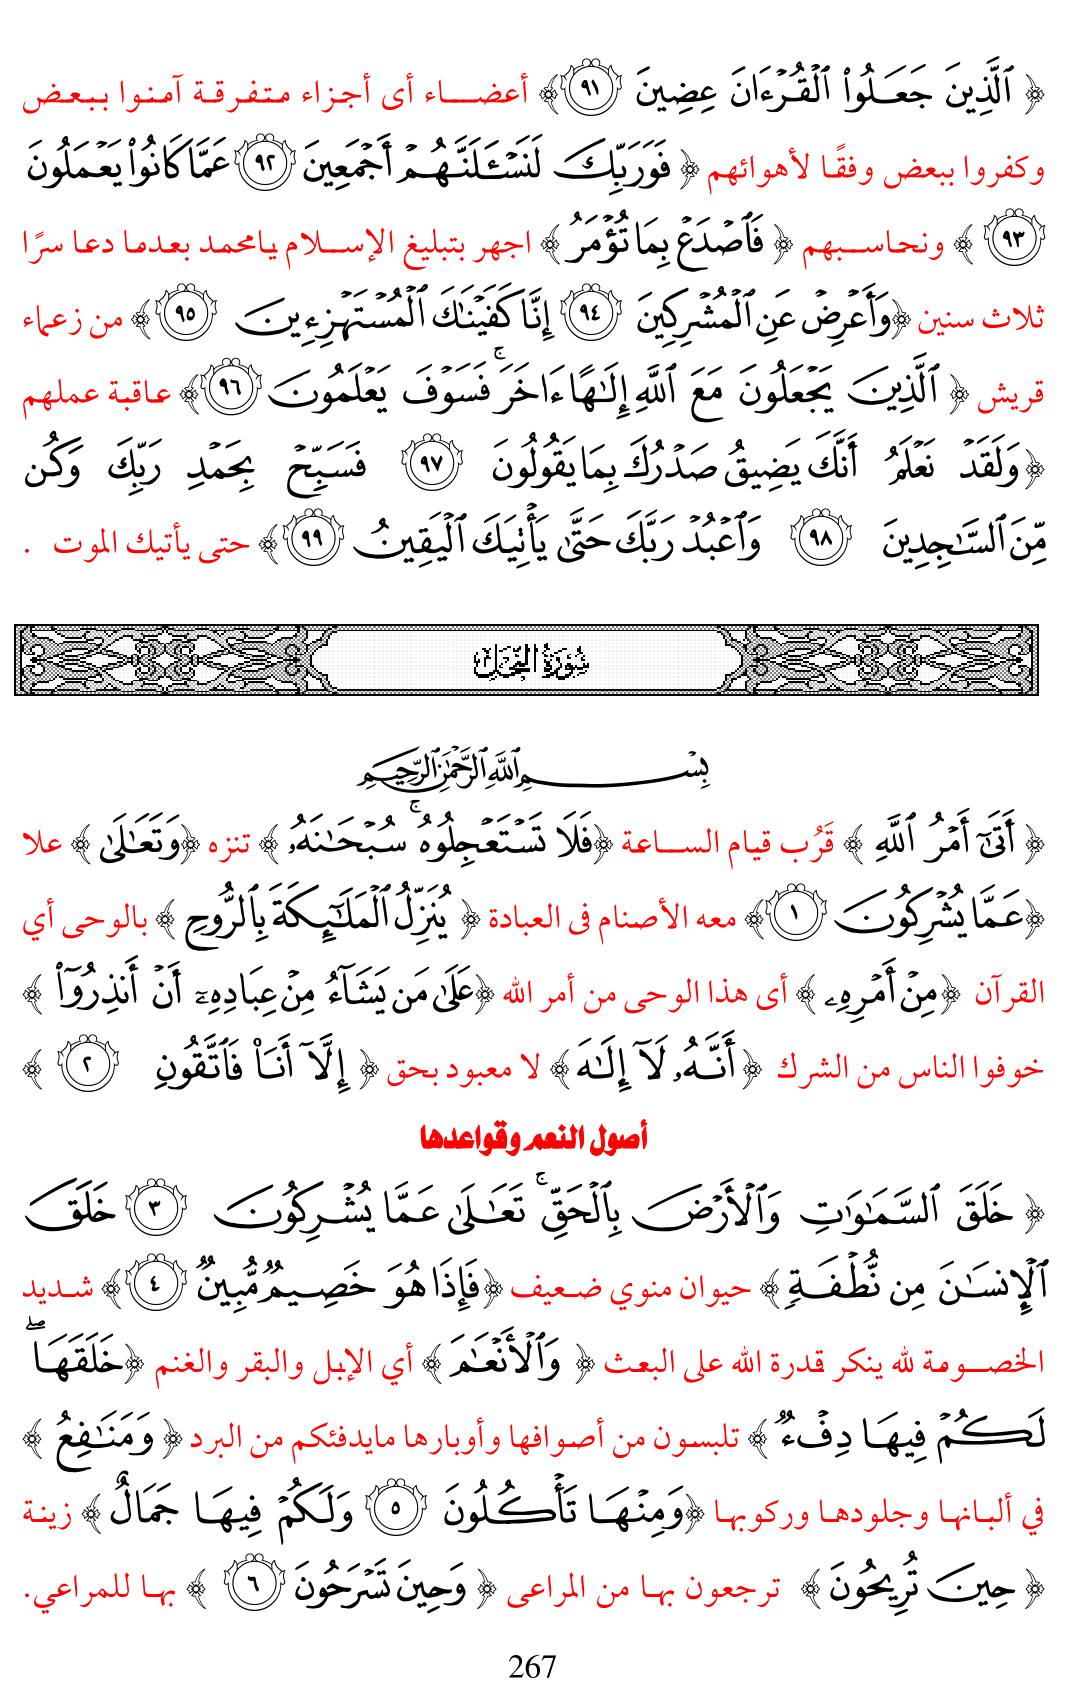 ﴿ ٱلَّذِينَ جَعَلُوا۟ ٱلْقُرْءَانَ عِضِينَ ٩١ ﴾ أعضاء أى أجزاء متفرقة آمنوا ببعض
وكفروا ببعض وفقًا لأهوائهم ﴿ فَوَرَبِّكَ لَنَسْـَٔلَنَّهُمْ أَجْمَعِينَ ٩٢ عَمَّا كَانُوا۟ يَعْمَلُونَ
٩٣ ﴾ ونحاسبهم ﴿ فَٱصْدَعْ بِمَا تُؤْمَرُ ﴾ اجهر بتبليغ الإسلام يامحمد بعدما دعا سرًا
ثلاث سنين ﴿وَأَعْرِضْ عَنِ ٱلْمُشْرِكِينَ ٩٤ إِنَّا كَفَيْنَـٰكَ ٱلْمُسْتَهْزِءِينَ ٩٥ ﴾ من زعماء
قريش ﴿ ٱلَّذِينَ يَجْعَلُونَ مَعَ ٱللَّهِ إِلَـٰهًا ءَاخَرَ ۚ فَسَوْفَ يَعْلَمُونَ ٩٦ ﴾ عاقبة عملهم
﴿ وَلَقَدْ نَعْلَمُ أَنَّكَ يَضِيقُ صَدْرُكَ بِمَا يَقُولُونَ ٩٧ فَسَبِّحْ بِحَمْدِ رَبِّكَ وَكُن
مِّنَ ٱلسَّـٰجِدِينَ ٩٨ وَٱعْبُدْ رَبَّكَ حَتَّىٰ يَأْتِيَكَ ٱلْيَقِينُ ٩٩ ﴾ حتى يأتيك الموت .
سُورَةُ النَّحْلِ
بِسْمِ ٱللَّهِ ٱلرَّحْمَـٰنِ ٱلرَّحِيمِ
﴿ أَتَىٰٓ أَمْرُ ٱللَّهِ ﴾ قَرُب قيام الساعة ﴿فَلَا تَسْتَعْجِلُوهُ ۚ سُبْحَـٰنَهُۥ ﴾ تنزه ﴿وَتَعَـٰلَىٰ ﴾ علا
﴿عَمَّا يُشْرِكُونَ ١ ﴾ معه الأصنام فى العبادة ﴿ يُنَزِّلُ ٱلْمَلَـٰٓئِكَةَ بِٱلرُّوحِ ﴾ بالوحى أي
القرآن ﴿مِنْ أَمْرِهِۦ ﴾ أى هذا الوحى من أمر الله ﴿عَلَىٰ مَن يَشَآءُ مِنْ عِبَادِهِۦٓ أَنْ أَنذِرُوٓا۟ ﴾
خوفوا الناس من الشرك ﴿ أَنَّهُۥ لَآ إِلَـٰهَ ﴾ لا معبود بحق ﴿ إِلَّآ أَنَا۠ فَٱتَّقُونِ ٢ ﴾
أصول النعم وقواعدها
﴿ خَلَقَ ٱلسَّمَـٰوَٰتِ وَٱلْأَرْضَ بِٱلْحَقِّ ۚ تَعَـٰلَىٰ عَمَّا يُشْرِكُونَ ٣ خَلَقَ
ٱلْإِنسَـٰنَ مِن نُّطْفَةٍ ﴾ حيوان منوي ضعيف ﴿فَإِذَا هُوَ خَصِيمٌ مُّبِينٌ ٤ ﴾ شديد
الخصومة لله ينكر قدرة الله على البعث ﴿ وَٱلْأَنْعَـٰمَ ﴾ أي الإبل والبقر والغنم ﴿خَلَقَهَا ۖ
لَكُمْ فِيهَا دِفْءٌ ﴾ تلبسون من أصوافها وأوبارها مايدفئكم من البرد ﴿ وَمَنَـٰفِعُ ﴾
في ألبانها وجلودها وركوبها ﴿وَمِنْهَا تَأْكُلُونَ ٥ وَلَكُمْ فِيهَا جَمَالٌ ﴾ زينة
﴿ حِينَ تُرِيحُونَ ﴾ ترجعون بها من المراعى ﴿ وَحِينَ تَسْرَحُونَ ٦ ﴾ بها للمراعي.
267